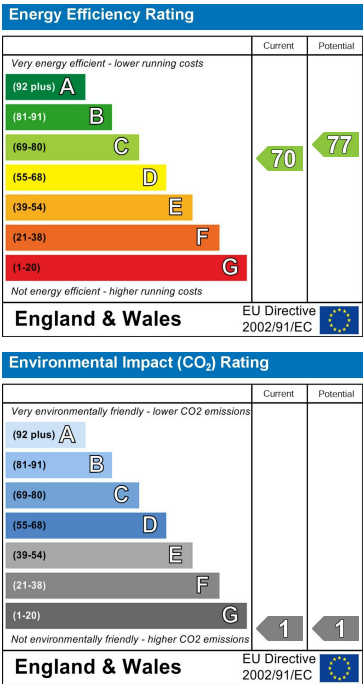 Energy Efficiency Rating
Current Potential
Very energy efficient - lower running costs
(92 plus) A
(81-91) B
(69-80) C
(55-68) D
(39-54) E
(21-38) F
(1-20) G
70 77
Not energy efficient - higher running costs
England & Wales
EU Directive
2002/91/EC
Environmental Impact (CO₂) Rating
Current Potential
Very environmentally friendly - lower CO2 emissions
(92 plus) A
(81-91) B
(69-80) C
(55-68) D
(39-54) E
(21-38) F
(1-20) G
1 1
Not environmentally friendly - higher CO2 emissions
England & Wales
EU Directive
2002/91/EC